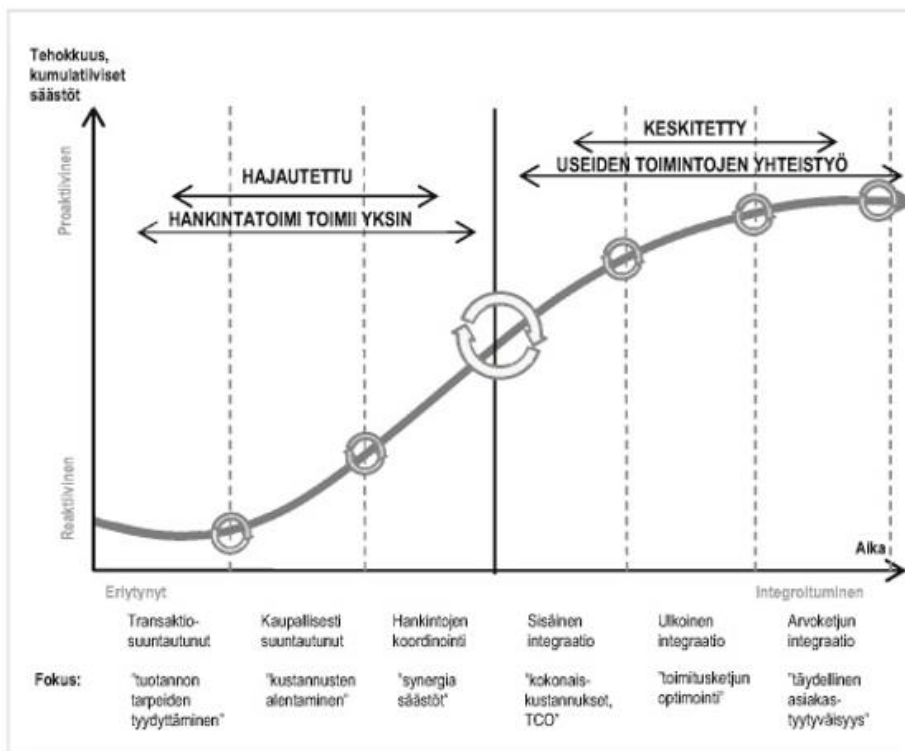 Tehokkuus,
kumulatiiviset
säästöt
Proaktiivinen
Reaktiivinen
HAJAUTETTU
HANKINTATOIMI TOIMII YKSIN
KESKITETTY
USEIDEN TOIMINTOJEN YHTEISTYÖ
Aika
Eriytynyt
Integroituminen
Transaktio-
suuntautunut
Kaupallisesti
suuntautunut
Hankintojen
koordinointi
Sisäinen
integraatio
Ulkoinen
integraatio
Arvoketjun
integraatio
Fokus:
"tuotannon
tarpeiden
tyydyttäminen"
"kustannusten
alentaminen"
"synergia
säästöt"
"kokonais-
kustannukset,
TCO"
"toimitusketjun
optimointi"
"täydellinen
asiakas-
tyytyväisyys"